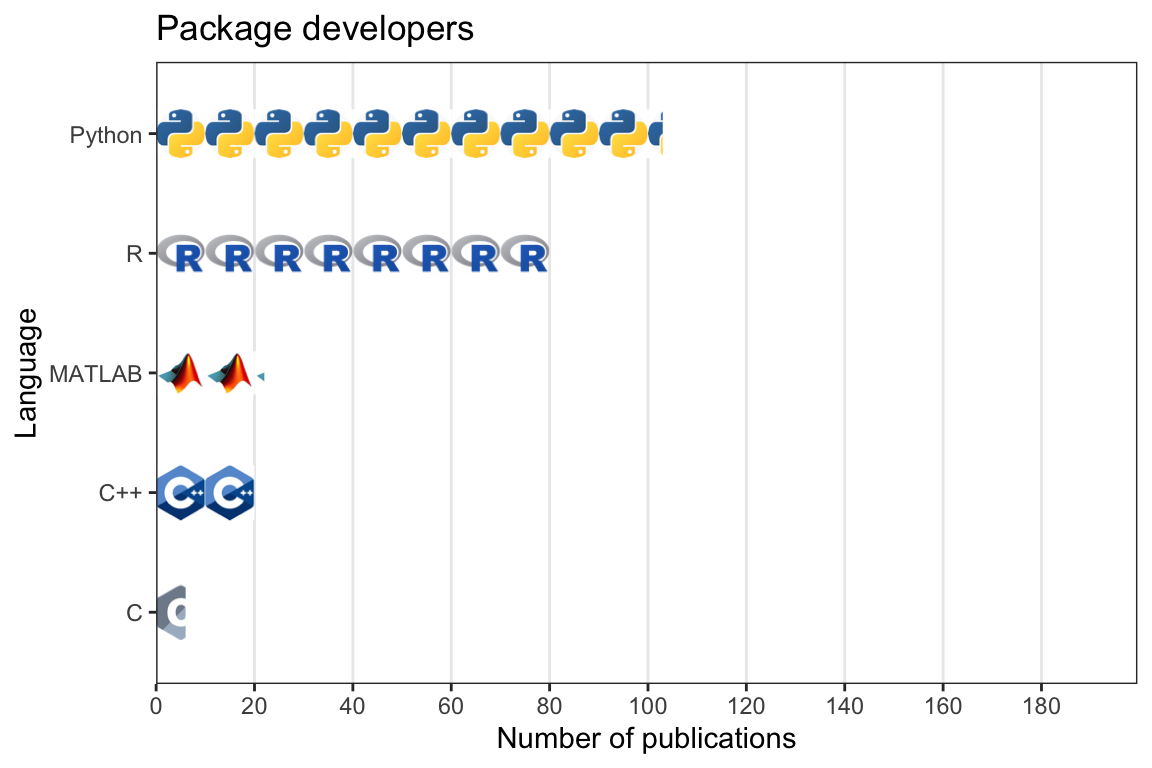 Package developers
Python
R
R R R R R R R R
MATLAB
C++
C++ C++
C
C
0 20 40 60 80 100 120 140 160 180
Number of publications
Language